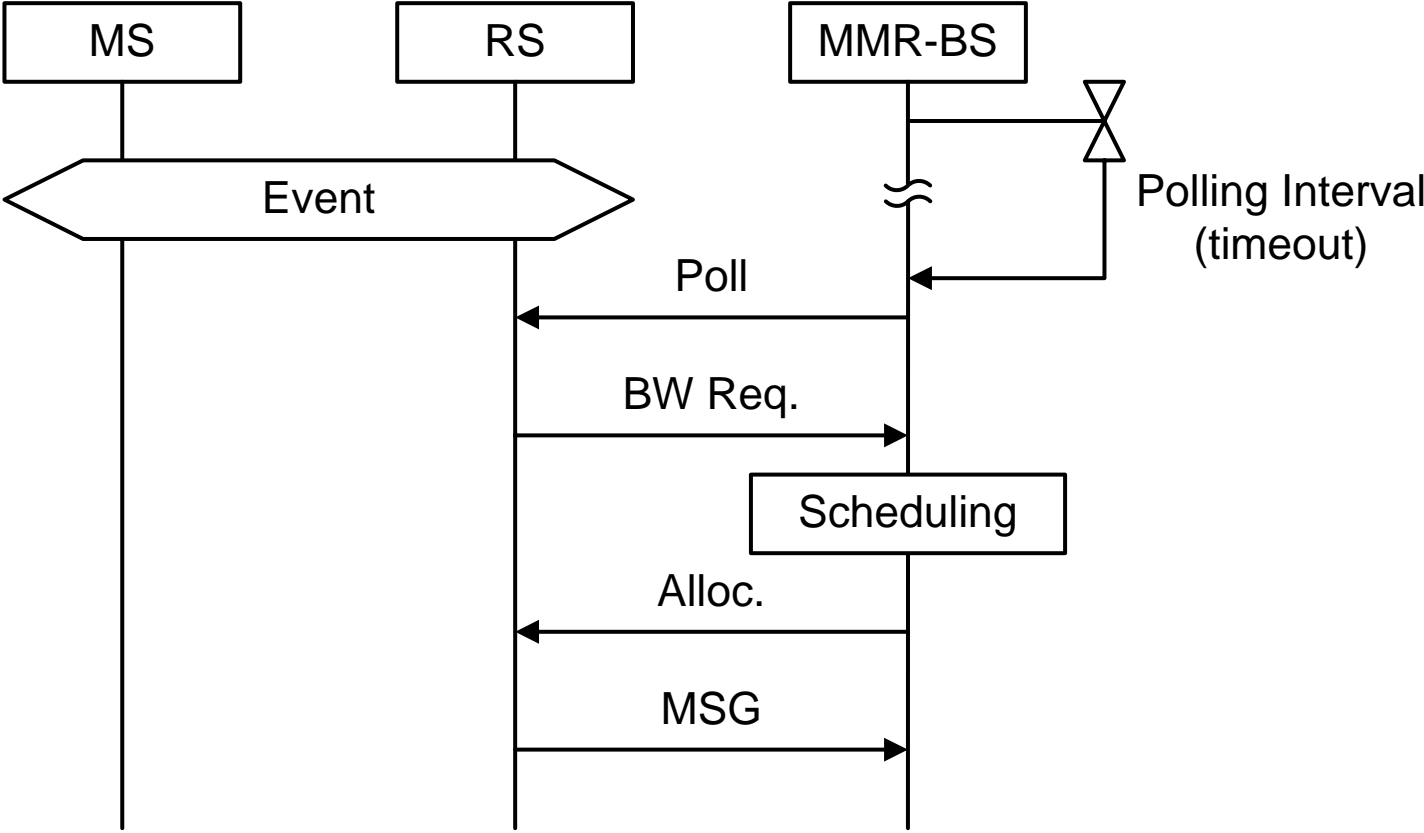 MS
RS
MMR-BS
Event
Polling Interval
(timeout)
Poll
BW Req.
Scheduling
Alloc.
MSG